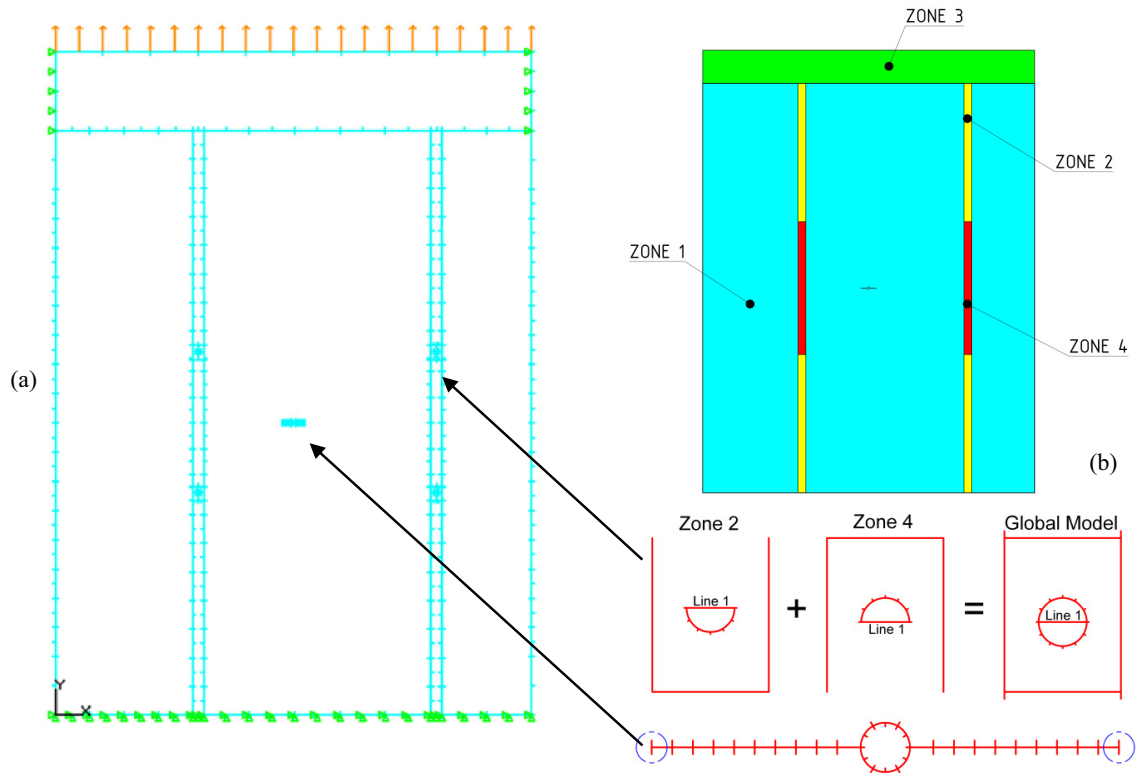 ZONE 3
ZONE 2
ZONE 1
ZONE 4
(a)
(b)
Y
X
Zone 2
Zone 4
Global Model
Line 1
+
Line 1
=
Line 1